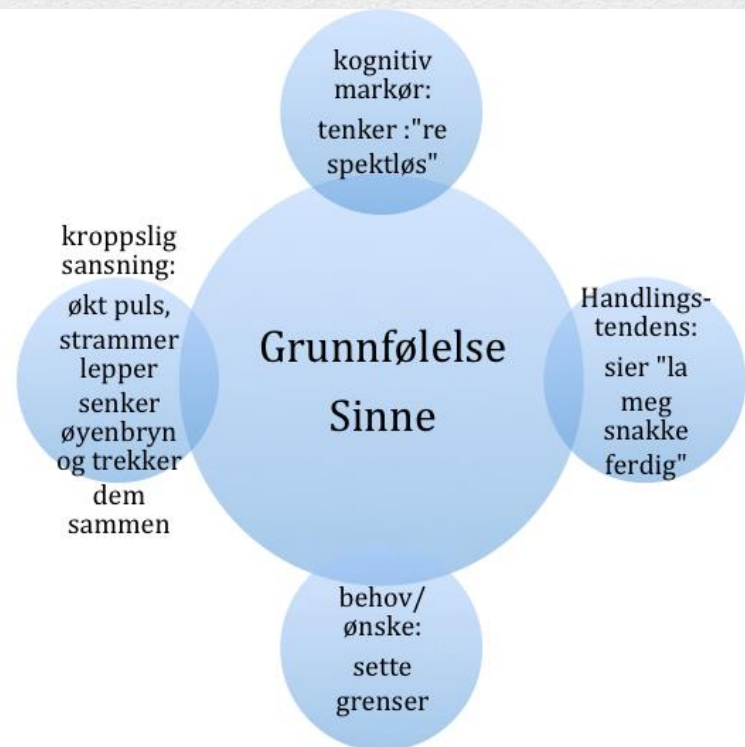 kognitiv
markør:
tenker :"re
spektløs"
kroppslig
sansning:
økt puls,
strammer
lepper
senker
øyenbryn
og trekker
dem
sammen
Grunnfølelse
Sinne
Handlings-
tendens:
sier "la
meg
snakke
ferdig"
behov/
ønske:
sette
grenser